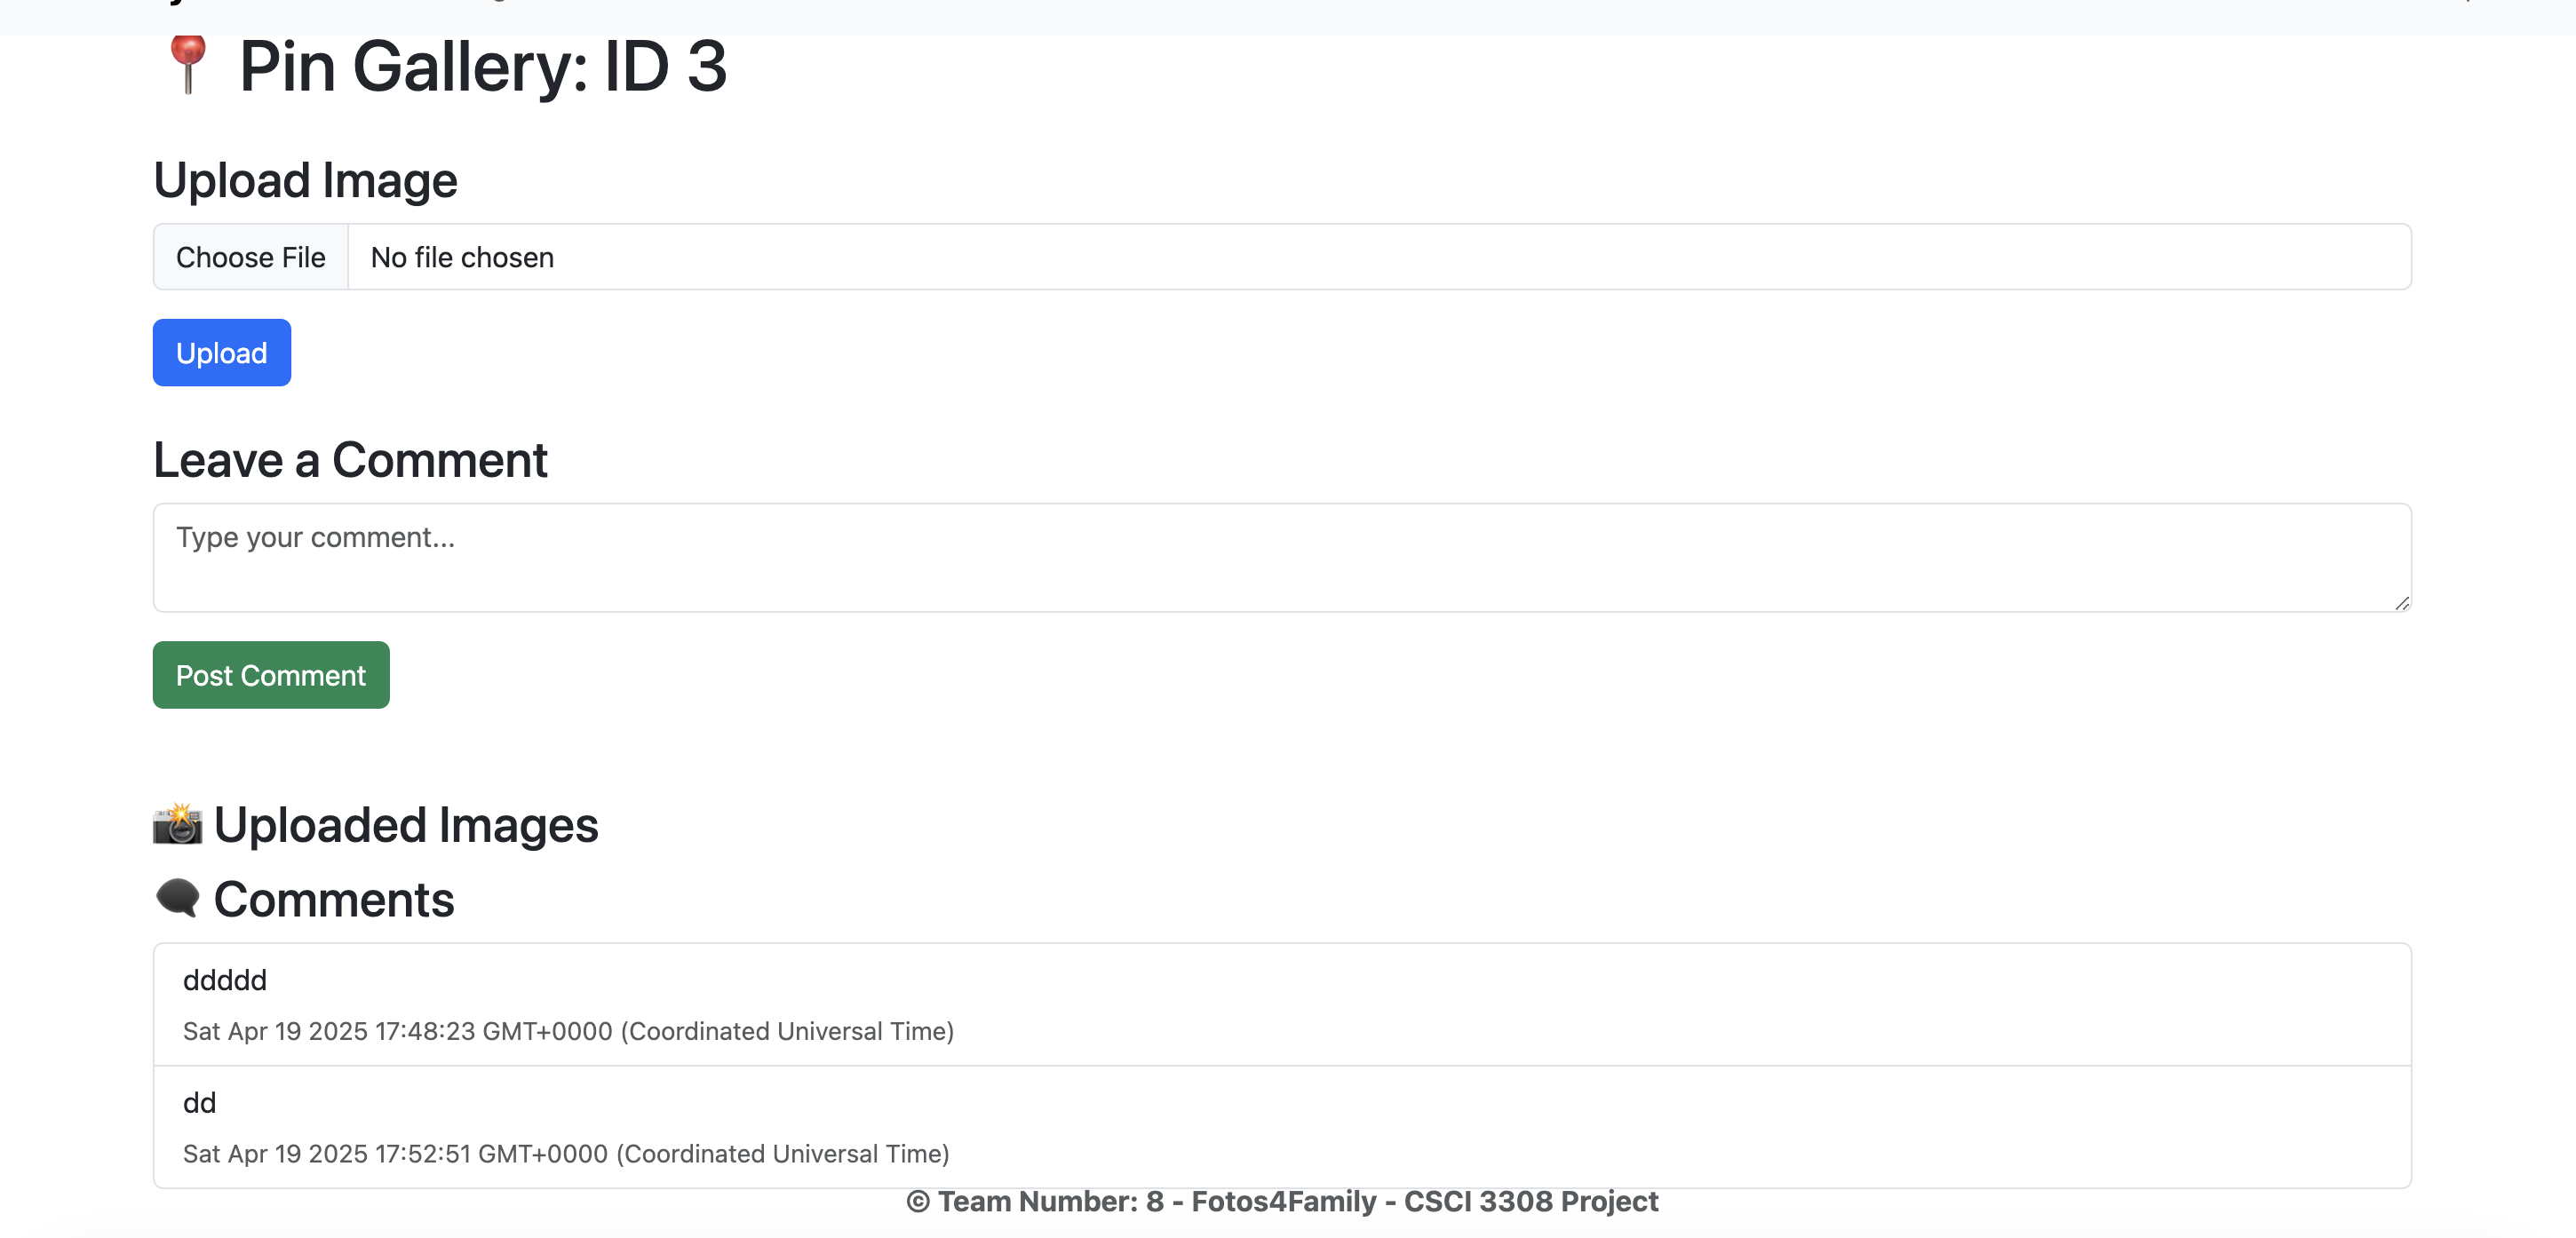 Pin Gallery: ID 3
Upload Image
Choose File No file chosen
Upload
Leave a Comment
Type your comment...
Post Comment
Uploaded Images
Comments
ddddd
Sat Apr 19 2025 17:48:23 GMT+0000 (Coordinated Universal Time)
dd
Sat Apr 19 2025 17:52:51 GMT+0000 (Coordinated Universal Time)
© Team Number: 8 - Fotos4Family - CSCI 3308 Project